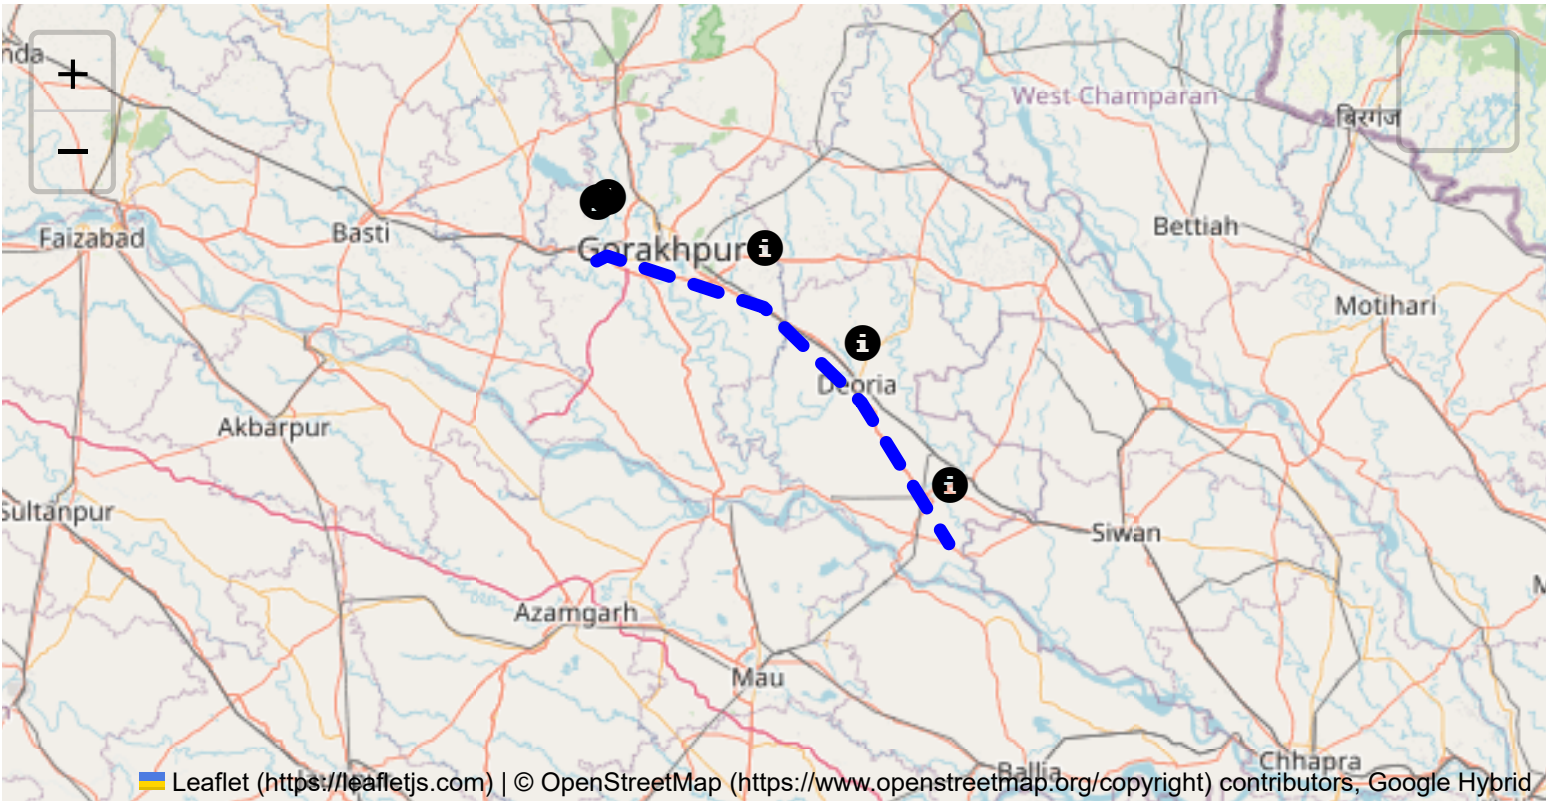 nda
+
West Champaran
बिरगंज
−
Bettiah
Faizabad
Basti
Gorakhpur
i
Motihari
i
Deoria
Akbarpur
i
Sultanpur
Siwan
Azamgarh
M
Mau
Chhapra
Ballia
Leaflet (https://leafletjs.com) | © OpenStreetMap (https://www.openstreetmap.org/copyright) contributors, Google Hybrid